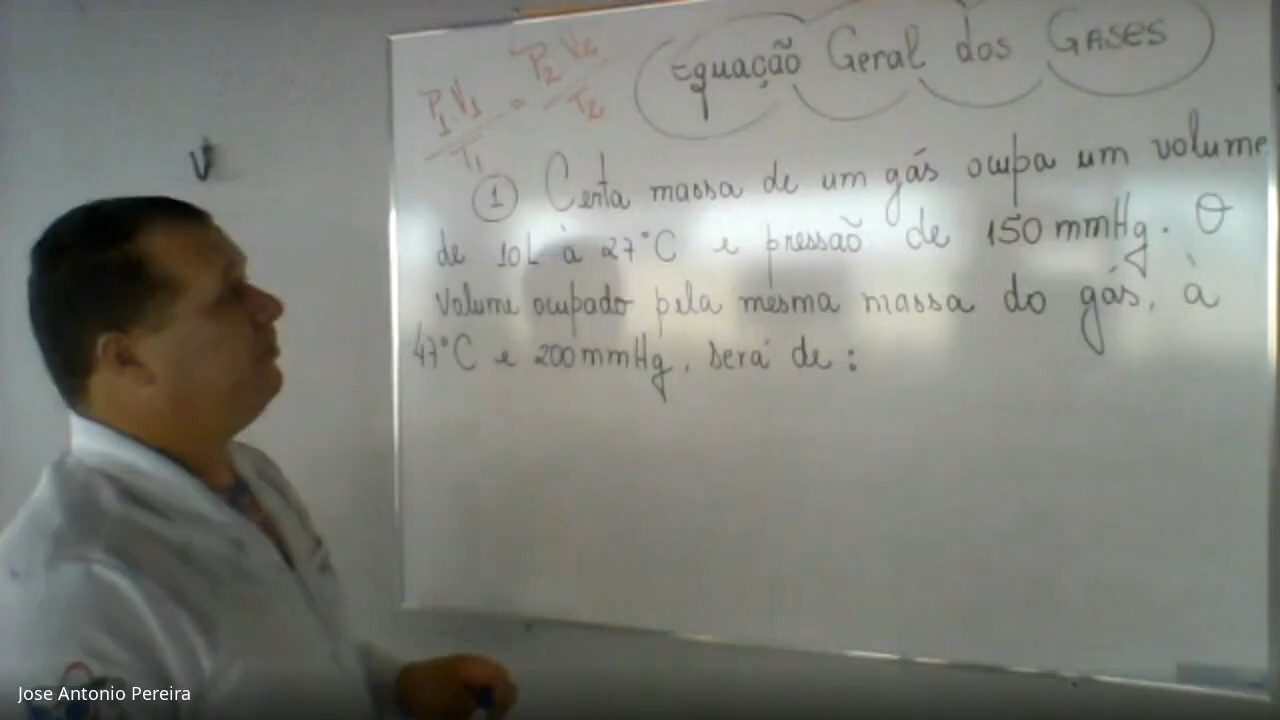 Equação Geral dos GASES
P1V1/T1 = P2V2/T2
1 Certa massa de um gás ocupa um volume
de 10L à 27°C e pressão de 150 mmHg. O
volume ocupado pela mesma massa do gás, à
47°C e 200mmHg, será de:
V
Jose Antonio Pereira